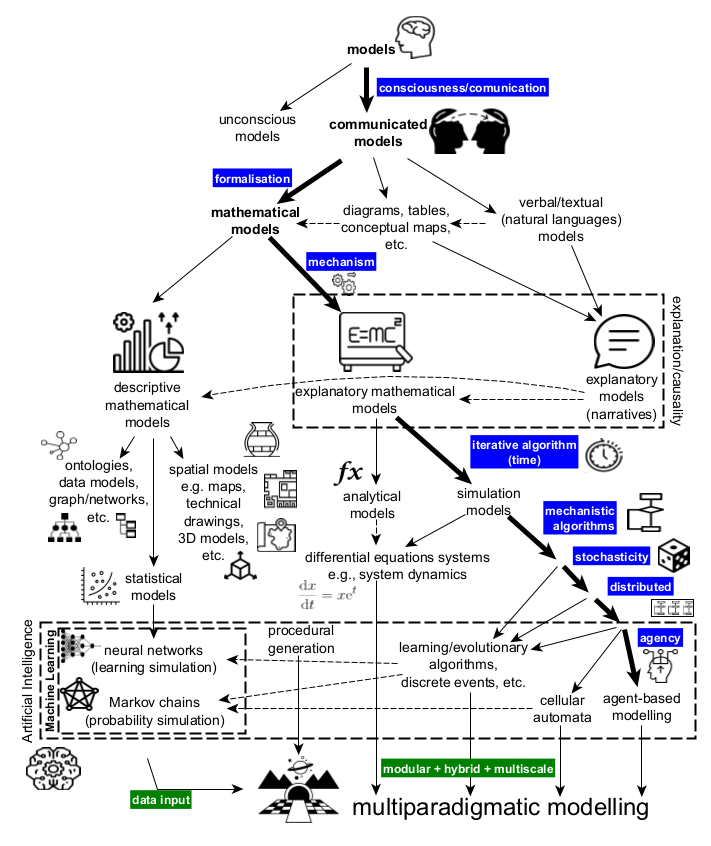 models
consciousness/comunication
unconscious
models
communicated
models
formalisation
mathematical
models
diagrams, tables,
conceptual maps,
etc.
verbal/textual
(natural languages)
models
mechanism
explanation/causality
E=MC²
descriptive
mathematical
models
explanatory mathematical
models
explanatory
models
(narratives)
iterative algorithm
(time)
ontologies,
data models,
graph/networks,
etc.
spatial models
e.g. maps,
technical
drawings,
3D models,
etc.
fx
analytical
models
simulation
models
mechanistic
algorithms
stochasticity
distributed
differential equations systems
e.g., system dynamics
dx/dt = xeᵗ
statistical
models
Artificial Intelligence
Machine Learning
neural networks
(learning simulation)
Markov chains
(probability simulation)
procedural
generation
learning/evolutionary
algorithms,
discrete events, etc.
agency
cellular
automata
agent-based
modelling
data input
modular + hybrid + multiscale
multiparadigmatic modelling